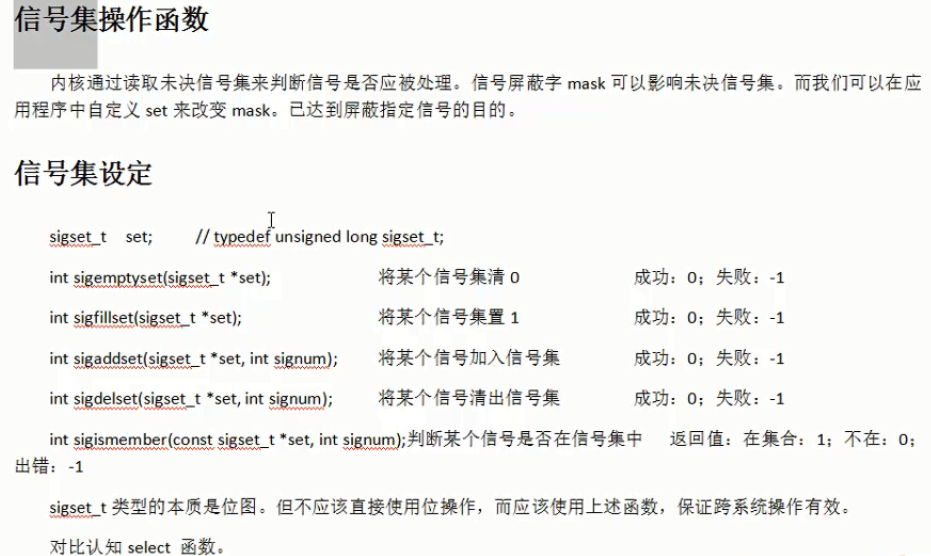 信号集操作函数
内核通过读取未决信号集来判断信号是否应被处理。信号屏蔽字 mask 可以影响未决信号集。而我们可以在应
用程序中自定义 set 来改变 mask。已达到屏蔽指定信号的目的。
信号集设定
sigset_t set; // typedef unsigned long sigset_t;
int sigemptyset(sigset_t *set); 将某个信号集清 0 成功：0；失败：-1
int sigfillset(sigset_t *set); 将某个信号集置 1 成功：0；失败：-1
int sigaddset(sigset_t *set, int signum); 将某个信号加入信号集 成功：0；失败：-1
int sigdelset(sigset_t *set, int signum); 将某个信号清出信号集 成功：0；失败：-1
int sigismember(const sigset_t *set, int signum);判断某个信号是否在信号集中 返回值：在集合：1；不在：0；
出错：-1
sigset_t 类型的本质是位图。但不应该直接使用位操作，而应该使用上述函数，保证跨系统操作有效。
对比认知 select 函数。